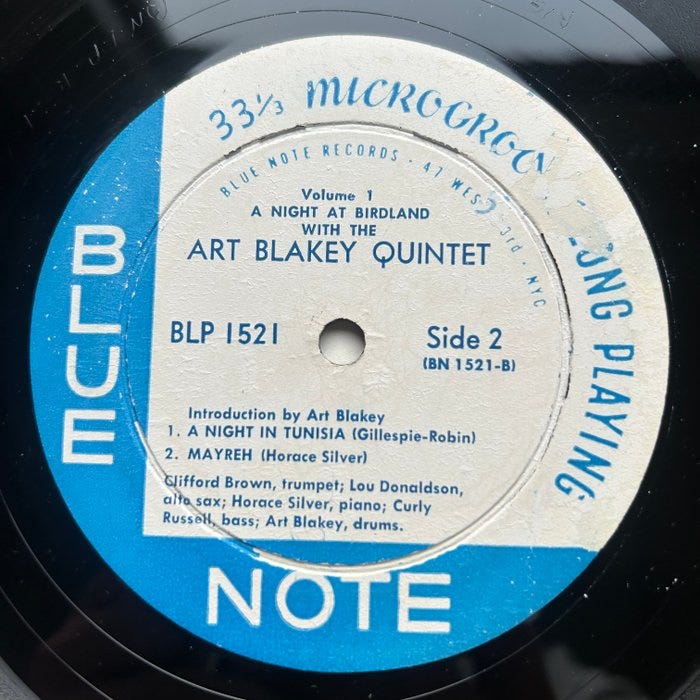 33 1/3 MICROGROO
LONG PLAYING
BLUE NOTE RECORDS · 47 WES 3rd · NYC
Volume 1
A NIGHT AT BIRDLAND
WITH THE
ART BLAKEY QUINTET
BLP 1521
Side 2
(BN 1521-B)
Introduction by Art Blakey
1. A NIGHT IN TUNISIA (Gillespie-Robin)
2. MAYREH (Horace Silver)
Clifford Brown, trumpet; Lou Donaldson,
alto sax; Horace Silver, piano; Curly
Russell, bass; Art Blakey, drums.
BLUE
NOTE